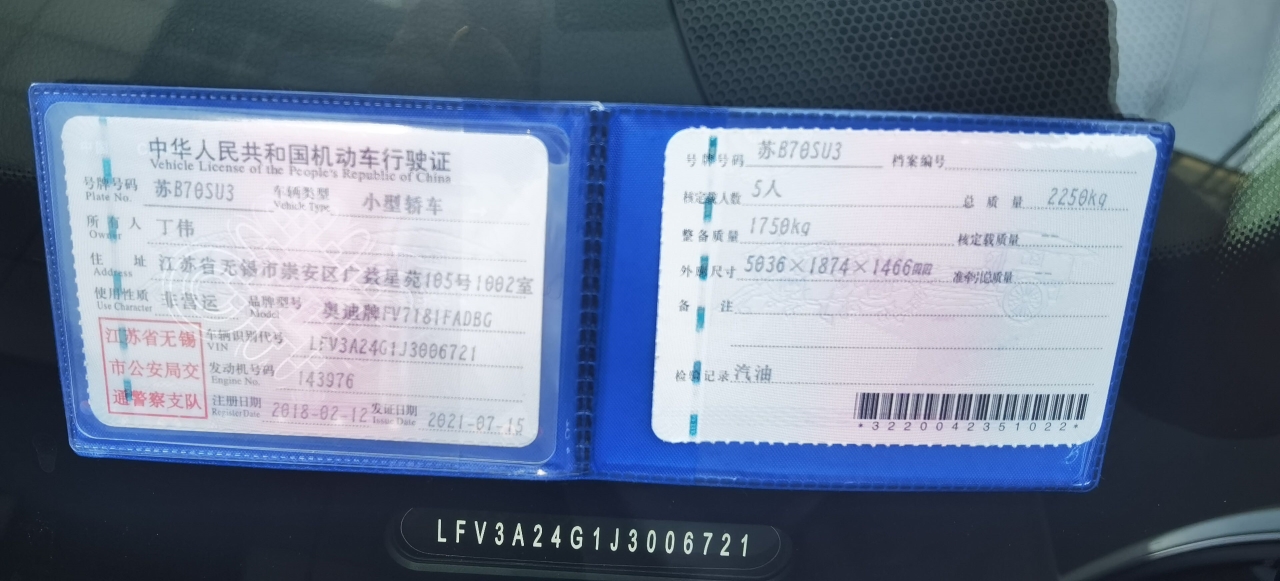 中华人民共和国机动车行驶证
Vehicle License of the People's Republic of China
号牌号码 苏B70SU3 车辆类型 小型轿车
Plate No. Vehicle Type
所有人 丁伟
Owner
住址 江苏省无锡市崇安区广益星苑105号1002室
Address
使用性质 非营运 品牌型号 奥迪牌FV7181FADBG
Use Character Model
江苏省无锡
市公安局交
通警察支队
车辆识别代号 LFV3A24G1J3006721
VIN
发动机号码 143976
Engine No.
注册日期 2018-02-12 发证日期 2021-07-15
Register Date Issue Date
号牌号码 苏B70SU3 档案编号
核定载人数 5人 总质量 2250kg
整备质量 1750kg 核定载质量 --
外廓尺寸 5036×1874×1466mm 准牵引总质量 --
备注
检验记录 汽油
*3220042351022*
LFV3A24G1J3006721